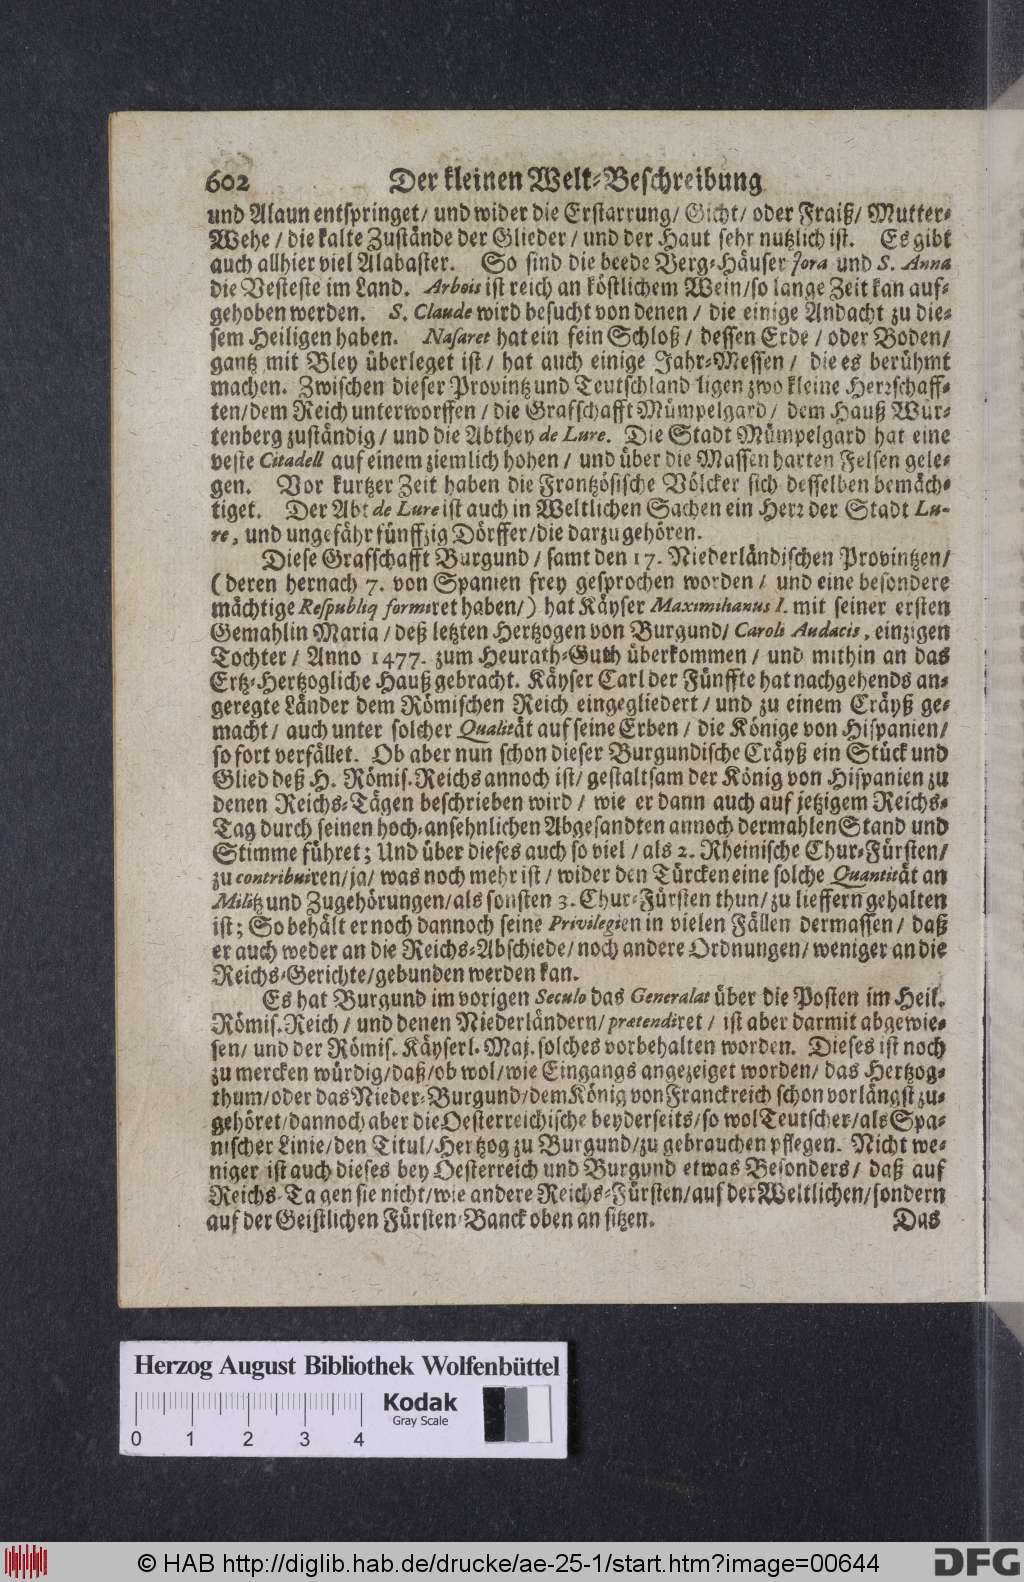 602 Der kleinen Welt-Beschreibung
und Alaun entspringet/ und wider die Erstarrung/ Gicht/ oder Fraiß/ Mutter-
Wehe / die kalte Zustände der Glieder / und der Haut sehr nutzlich ist. Es gibt
auch allhier viel Alabaster. So sind die beede Berg-Häuser Jora und S. Anna
die Vesteste im Land. Arbois ist reich an köstlichem Wein/ so lange Zeit kan auf-
gehoben werden. S. Claude wird besucht von denen / die einige Andacht zu die-
sem Heiligen haben. Nasaret hat ein fein Schloß / dessen Erde / oder Boden/
gantz mit Bley überleget ist / hat auch einige Jahr-Messen / die es berühmt
machen. Zwischen dieser Provintz und Teutschland ligen zwo kleine Herrschaff-
ten/ dem Reich unterworffen / die Grafschafft Mümpelgard / dem Hauß Wür-
tenberg zuständig / und die Abthey de Lure. Die Stadt Mümpelgard hat eine
veste Citadell auf einem ziemlich hohen / und über die Massen harten Felsen gele-
gen. Vor kurtzer Zeit haben die Frantzösische Völcker sich desselben bemäch-
tiget. Der Abt de Lure ist auch in Weltlichen Sachen ein Herr der Stadt Lu-
re, und ungefähr fünffzig Dörffer/ die darzu gehören.
Diese Grafschafft Burgund / samt den 17. Niederländischen Provintzen/
(deren hernach 7. von Spanien frey gesprochen worden / und eine besondere
mächtige Respubliq formiret haben/) hat Käyser Maximilianus I. mit seiner ersten
Gemahlin Maria / deß letzten Hertzogen von Burgund/ Caroli Audacis, einzigen
Tochter / Anno 1477. zum Heurath-Guth überkommen / und mithin an das
Ertz-Hertzogliche Hauß gebracht. Käyser Carl der Fünffte hat nachgehends an-
geregte Länder dem Römischen Reich eingegliedert / und zu einem Cräyß ge-
macht / auch unter solcher Qualität auf seine Erben / die Könige von Hispanien/
so fort verfället. Ob aber nun schon dieser Burgundische Cräyß ein Stück und
Glied deß H. Römis. Reichs annoch ist/ gestaltsam der König von Hispanien zu
denen Reichs-Tägen beschrieben wird / wie er dann auch auf jetzigem Reichs-
Tag durch seinen hoch-ansehnlichen Abgesandten annoch dermahlen Stand und
Stimme führet; Und über dieses auch so viel / als 2. Rheinische Chur-Fürsten/
zu contribuiren/ ja/ was noch mehr ist / wider den Türcken eine solche Quantität an
Militz und Zugehörungen/ als sonsten 3. Chur-Fürsten thun/ zu lieffern gehalten
ist; So behält er noch dannoch seine Privilegien in vielen Fällen dermassen / daß
er auch weder an die Reichs-Abschiede/ noch andere Ordnungen/ weniger an die
Reichs-Gerichte/ gebunden werden kan.
Es hat Burgund im vorigen Seculo das Generalat über die Posten im Heil.
Römis. Reich / und denen Niederländern/ prætendiret / ist aber darmit abgewie-
sen/ und der Römis. Käyserl. Maj. solches vorbehalten worden. Dieses ist noch
zu mercken würdig/ daß/ ob wol/ wie Eingangs angezeiget worden/ das Hertzog-
thum/ oder das Nieder-Burgund/ dem König von Franckreich schon vorlängst zu-
gehöret/ dannoch aber die Oesterreichische beyderseits/ so wol Teutscher/ als Spa-
nischer Linie/ den Titul/ Hertzog zu Burgund/ zu gebrauchen pflegen. Nicht we-
niger ist auch dieses bey Oesterreich und Burgund etwas Besonders / daß auf
Reichs-Tagen sie nicht/ wie andere Reichs-Fürsten/ auf der Weltlichen/ sondern
auf der Geistlichen Fürsten-Banck oben an sitzen. Das
Herzog August Bibliothek Wolfenbüttel
Kodak
Gray Scale
0 1 2 3 4
© HAB http://diglib.hab.de/drucke/ae-25-1/start.htm?image=00644
DFG